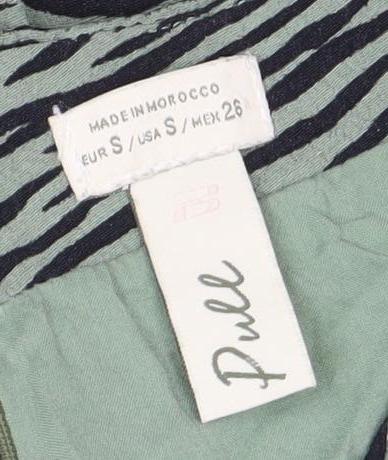 MADE IN MOROCCO
EUR S / USA S / MEX 26
Pull